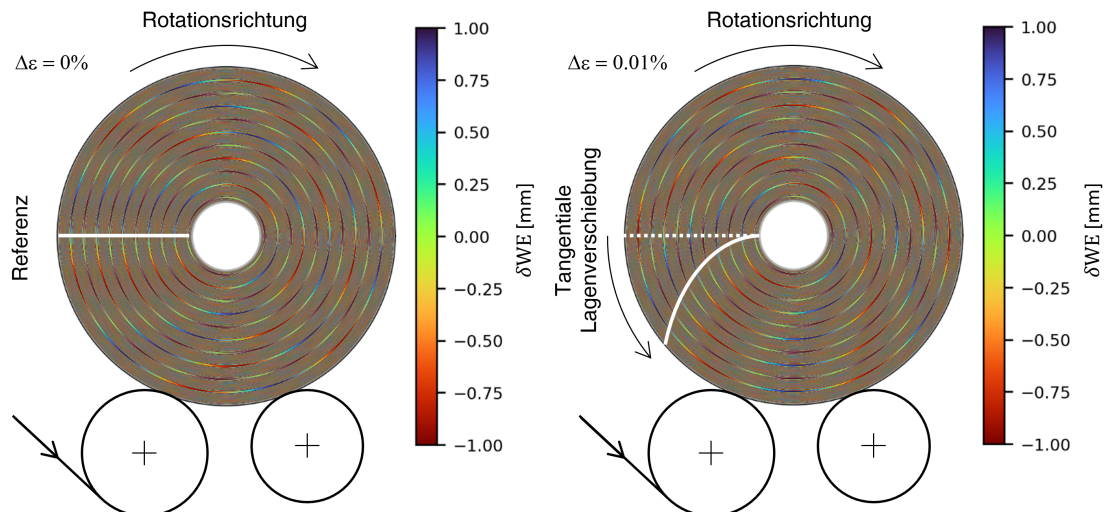 Rotationsrichtung
Δε = 0%
Referenz
1.00
0.75
0.50
0.25
0.00
−0.25
−0.50
−0.75
−1.00
δWE [mm]
Rotationsrichtung
Δε = 0.01%
Tangentiale
Lagenverschiebung
1.00
0.75
0.50
0.25
0.00
−0.25
−0.50
−0.75
−1.00
δWE [mm]